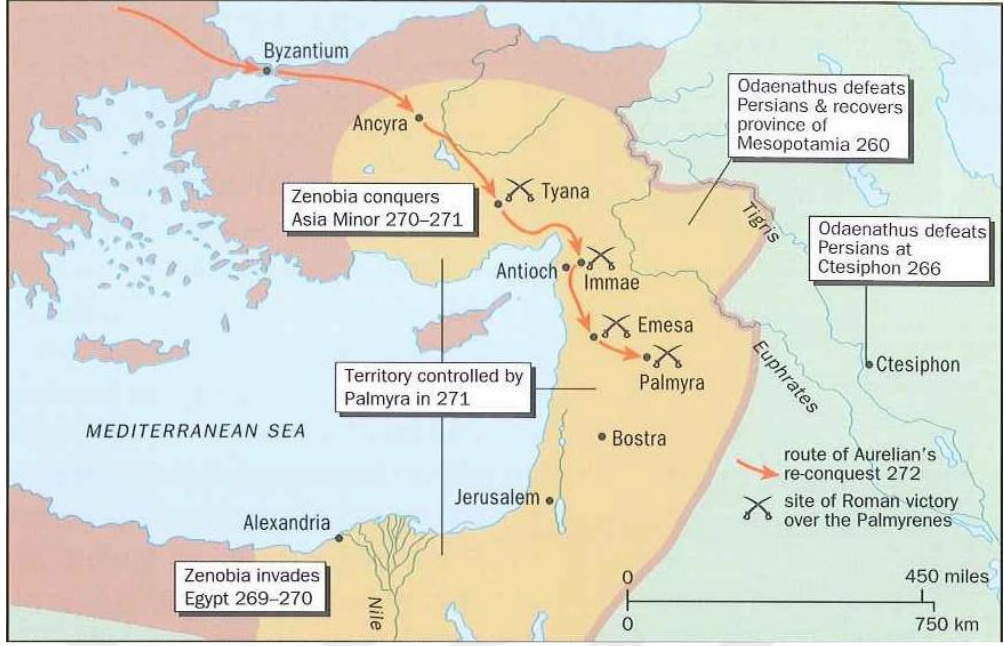 Byzantium
Ancyra
Odaenathus defeats
Persians & recovers
province of
Mesopotamia 260
Zenobia conquers
Asia Minor 270–271
Tyana
Tigris
Odaenathus defeats
Persians at
Ctesiphon 266
Antioch
Immae
Emesa
Palmyra
Euphrates
Ctesiphon
Territory controlled by
Palmyra in 271
MEDITERRANEAN SEA
Bostra
route of Aurelian's
re-conquest 272
site of Roman victory
over the Palmyrenes
Jerusalem
Alexandria
Zenobia invades
Egypt 269–270
Nile
0 450 miles
0 750 km